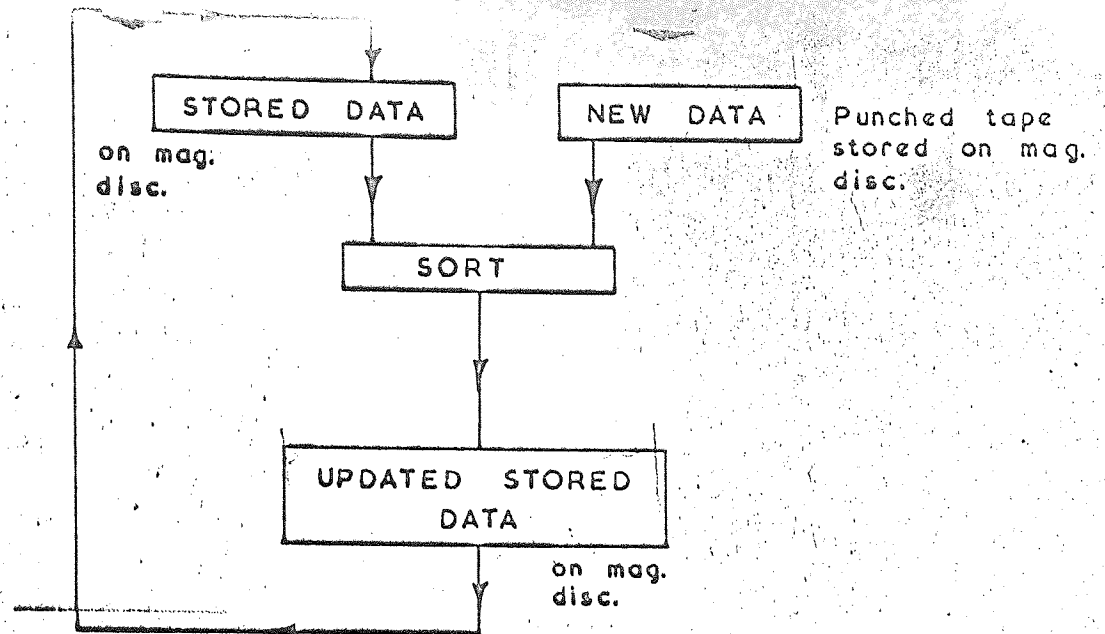 STORED DATA
on mag.
disc.
NEW DATA
Punched tape
stored on mag.
disc.
SORT
UPDATED STORED
DATA
on mag.
disc.